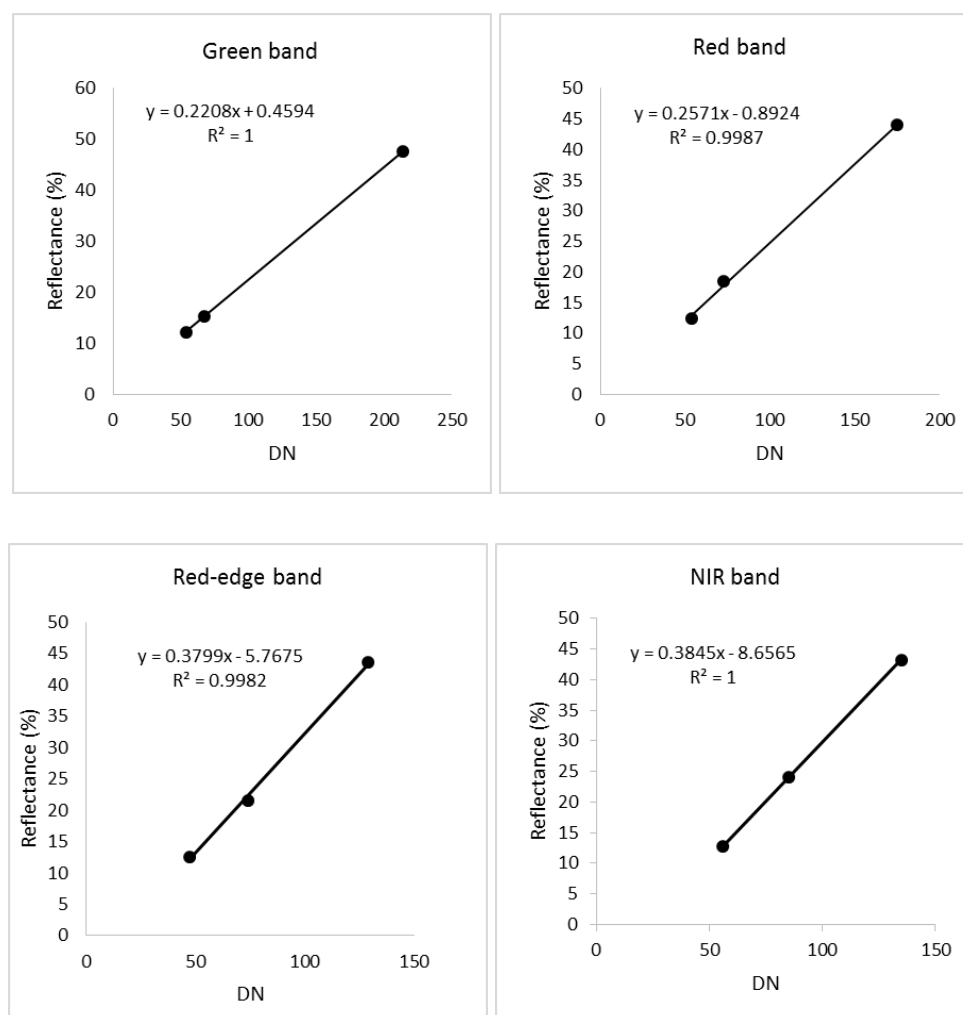 Green band
y = 0.2208x + 0.4594
R² = 1
Reflectance (%)
60
50
40
30
20
10
0
0 50 100 150 200 250
DN
Red band
y = 0.2571x - 0.8924
R² = 0.9987
Reflectance (%)
50
45
40
35
30
25
20
15
10
5
0
0 50 100 150 200
DN
Red-edge band
y = 0.3799x - 5.7675
R² = 0.9982
Reflectance (%)
50
45
40
35
30
25
20
15
10
5
0
0 50 100 150
DN
NIR band
y = 0.3845x - 8.6565
R² = 1
Reflectance (%)
50
45
40
35
30
25
20
15
10
5
0
0 50 100 150
DN